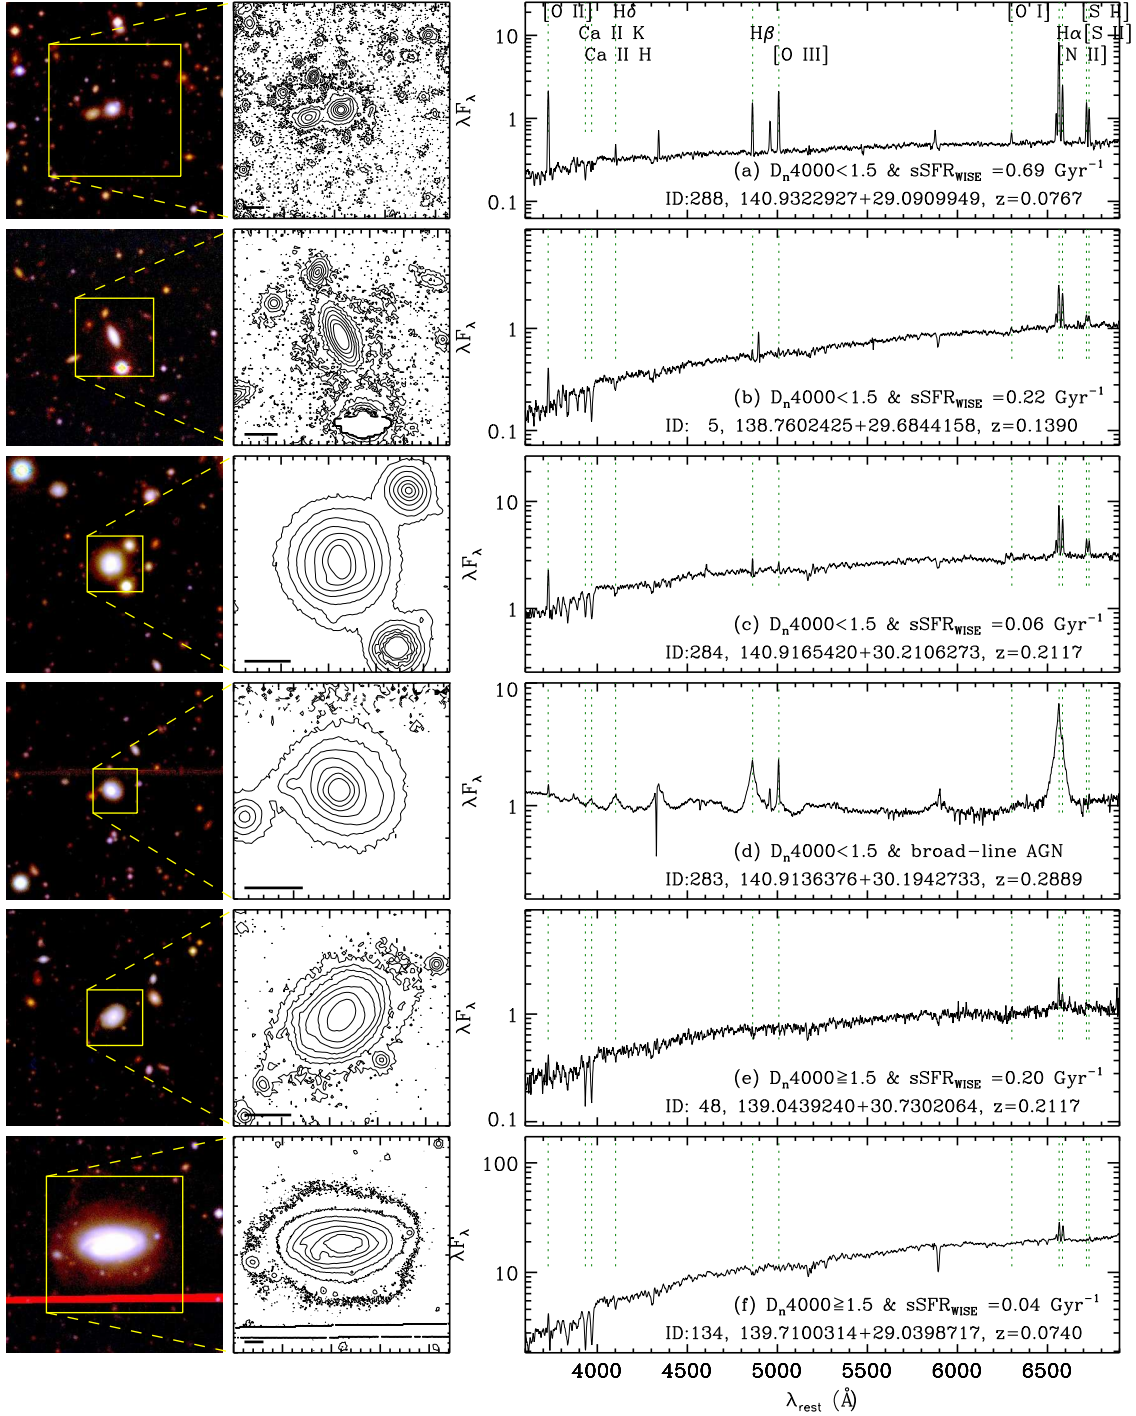 [O II] Hδ [O I] [S II]
Ca II K Hβ Hα [S II]
Ca II H [O III] [N II]
10
1
0.1
λFλ
(a) Dn4000<1.5 & sSFRWISE =0.69 Gyr−1
ID:288, 140.9322927+29.0909949, z=0.0767
1
0.1
λFλ
(b) Dn4000<1.5 & sSFRWISE =0.22 Gyr−1
ID: 5, 138.7602425+29.6844158, z=0.1390
10
1
λFλ
(c) Dn4000<1.5 & sSFRWISE =0.06 Gyr−1
ID:284, 140.9165420+30.2106273, z=0.2117
10
1
λFλ
(d) Dn4000<1.5 & broad−line AGN
ID:283, 140.9136376+30.1942733, z=0.2889
1
0.1
λFλ
(e) Dn4000≧1.5 & sSFRWISE =0.20 Gyr−1
ID: 48, 139.0439240+30.7302064, z=0.2117
100
10
λFλ
(f) Dn4000≧1.5 & sSFRWISE =0.04 Gyr−1
ID:134, 139.7100314+29.0398717, z=0.0740
4000 4500 5000 5500 6000 6500
λrest (Å)